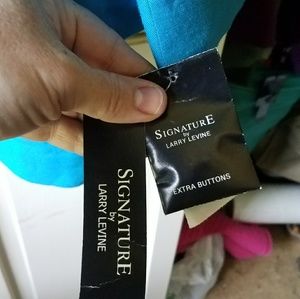 SIGNATURE
by
LARRY LEVINE
EXTRA BUTTONS
SIGNATURE
by
LARRY LEVINE